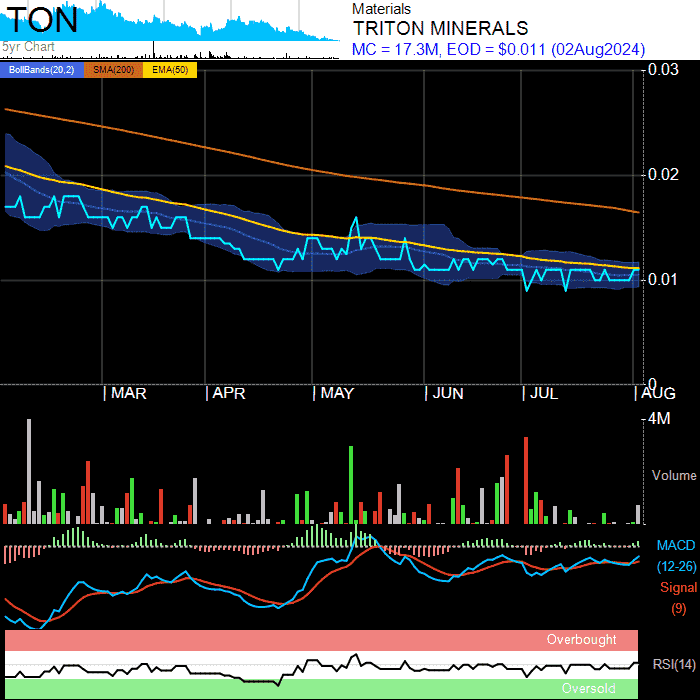 TON
5yr Chart
Materials
TRITON MINERALS
MC = 17.3M, EOD = $0.011 (02Aug2024)
BollBands(20,2) SMA(200) EMA(50)
0.03
0.02
0.01
0
MAR APR MAY JUN JUL AUG
4M
Volume
MACD
(12-26)
Signal
(9)
Overbought
RSI(14)
Oversold